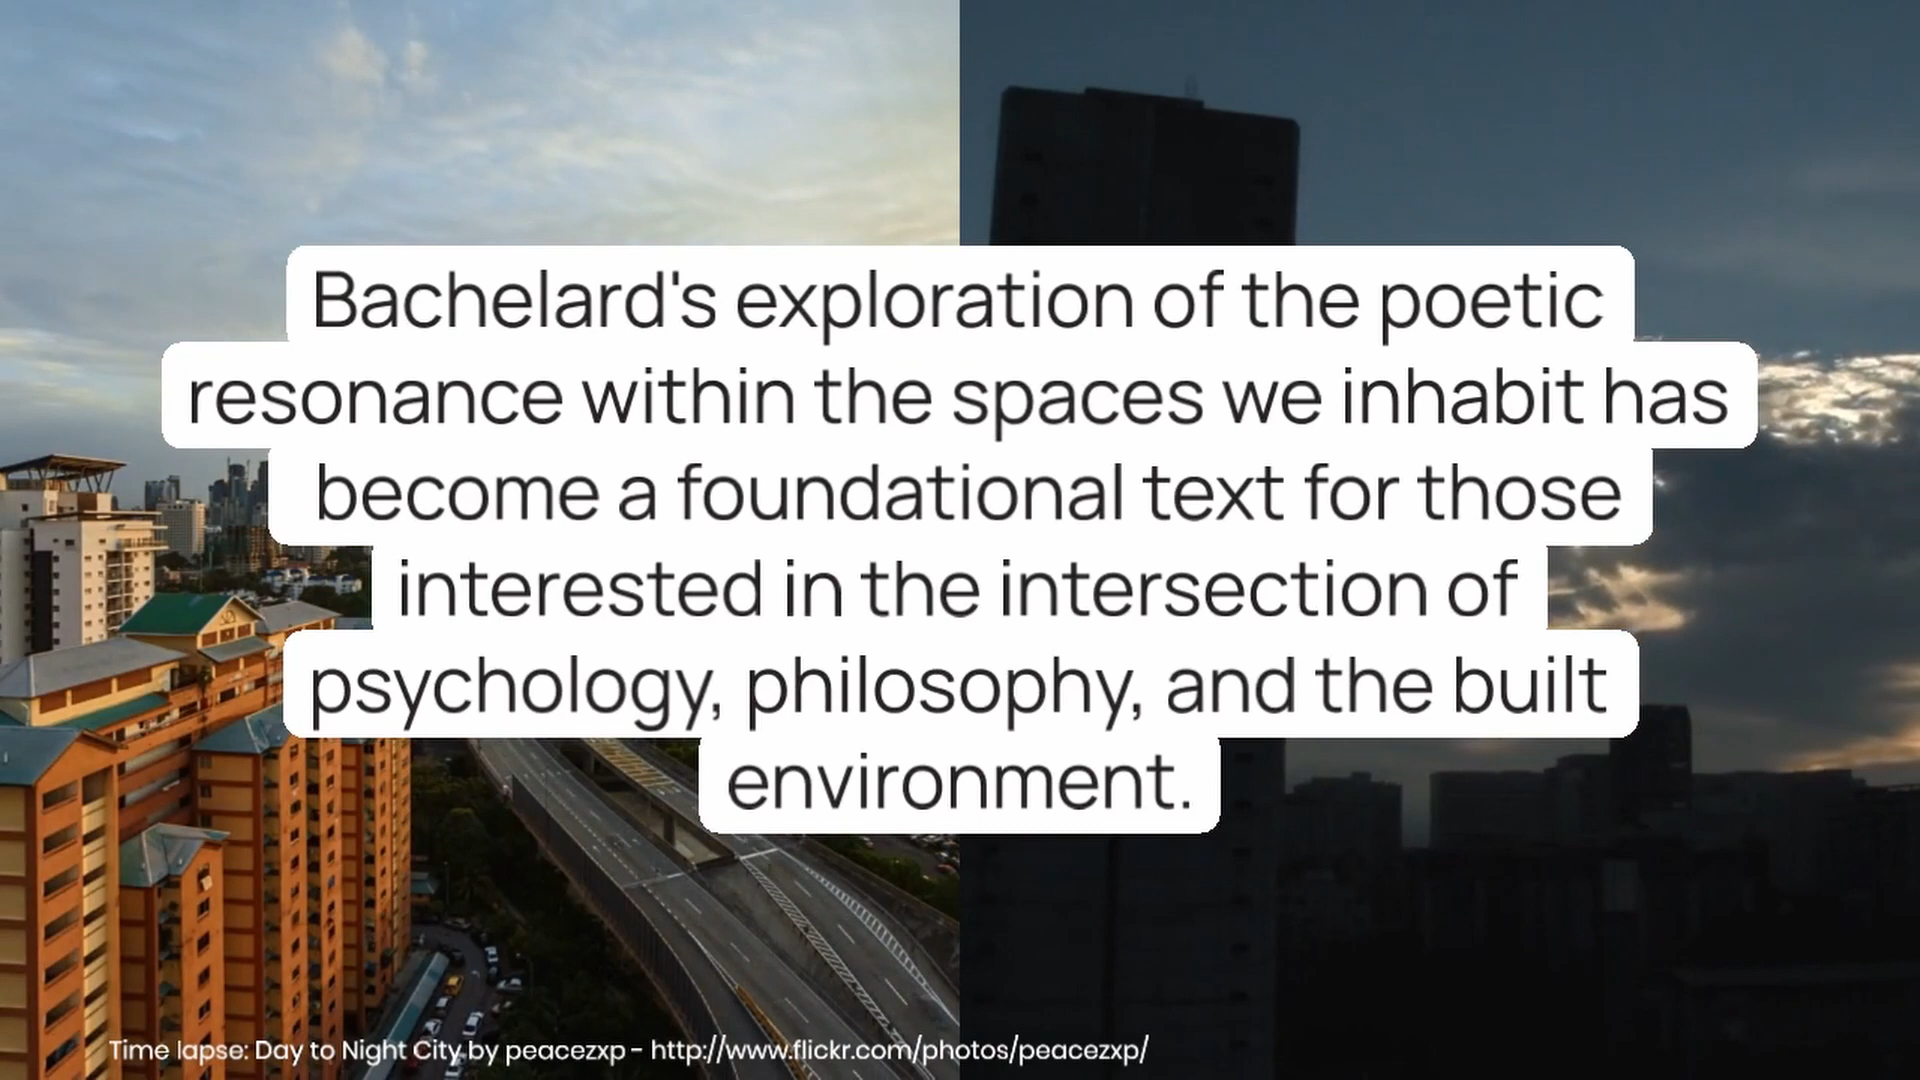 Bachelard's exploration of the poetic
resonance within the spaces we inhabit has
become a foundational text for those
interested in the intersection of
psychology, philosophy, and the built
environment.
Time lapse: Day to Night City by peacezxp - http://www.flickr.com/photos/peacezxp/